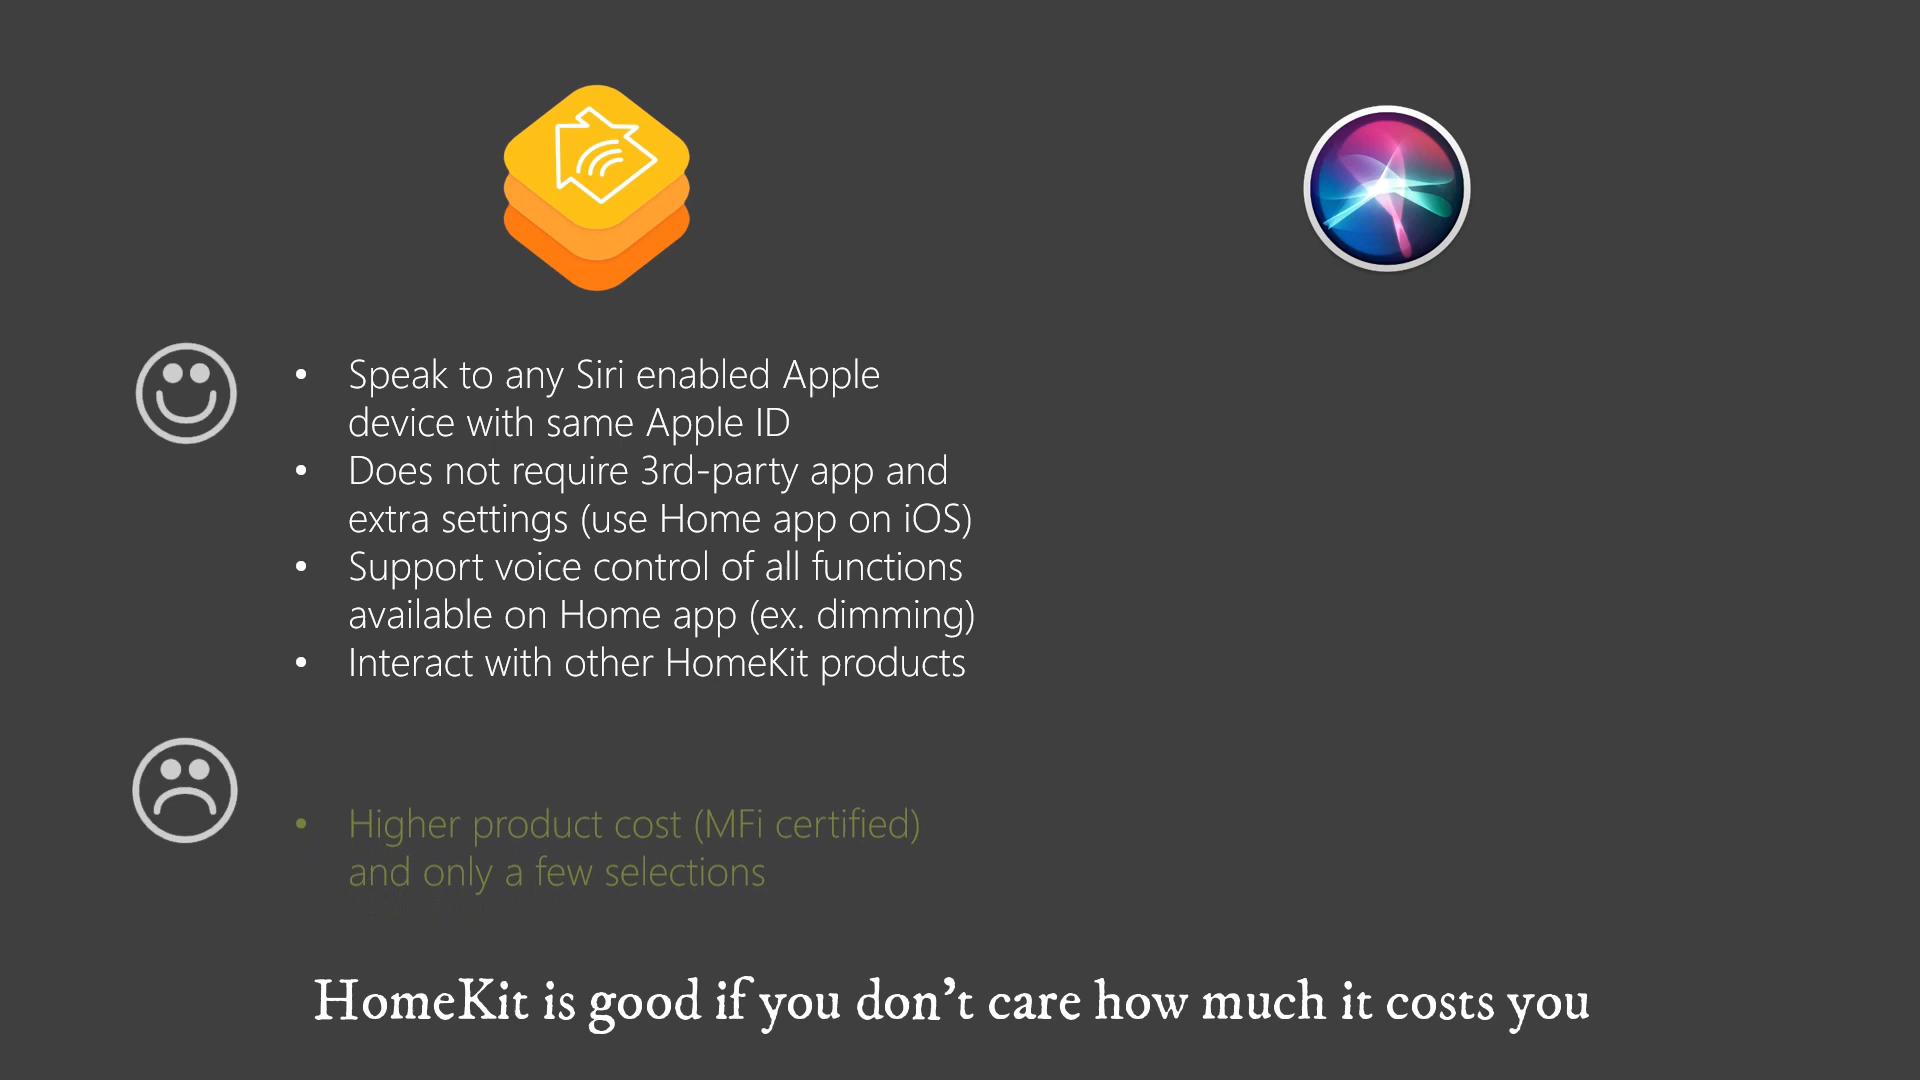 • Speak to any Siri enabled Apple
device with same Apple ID
• Does not require 3rd-party app and
extra settings (use Home app on iOS)
• Support voice control of all functions
available on Home app (ex. dimming)
• Interact with other HomeKit products
• Higher product cost (MFi certified)
and only a few selections
HomeKit is good if you don’t care how much it costs you